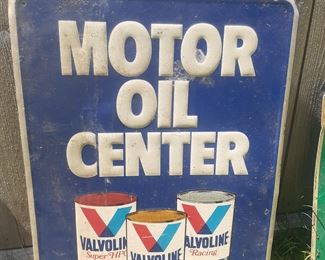 MOTOR
OIL
CENTER
VALVOLINE
Super HPO
VALVOLINE
VALVOLINE
Racing